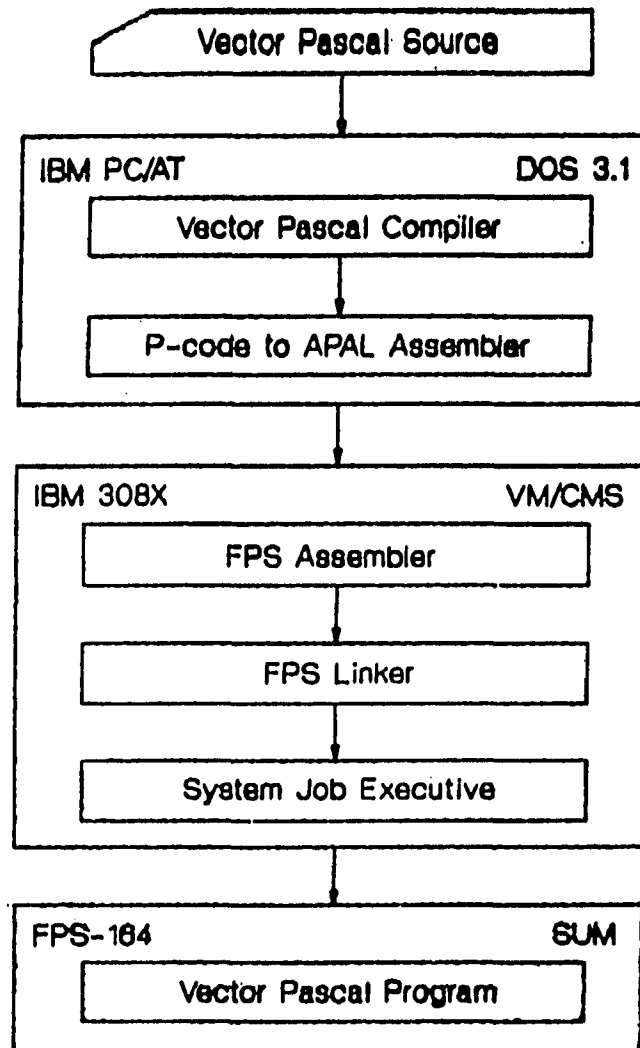 Vector Pascal Source
IBM PC/AT DOS 3.1
Vector Pascal Compiler
P-code to APAL Assembler
IBM 308X VM/CMS
FPS Assembler
FPS Linker
System Job Executive
FPS-164 SUM
Vector Pascal Program